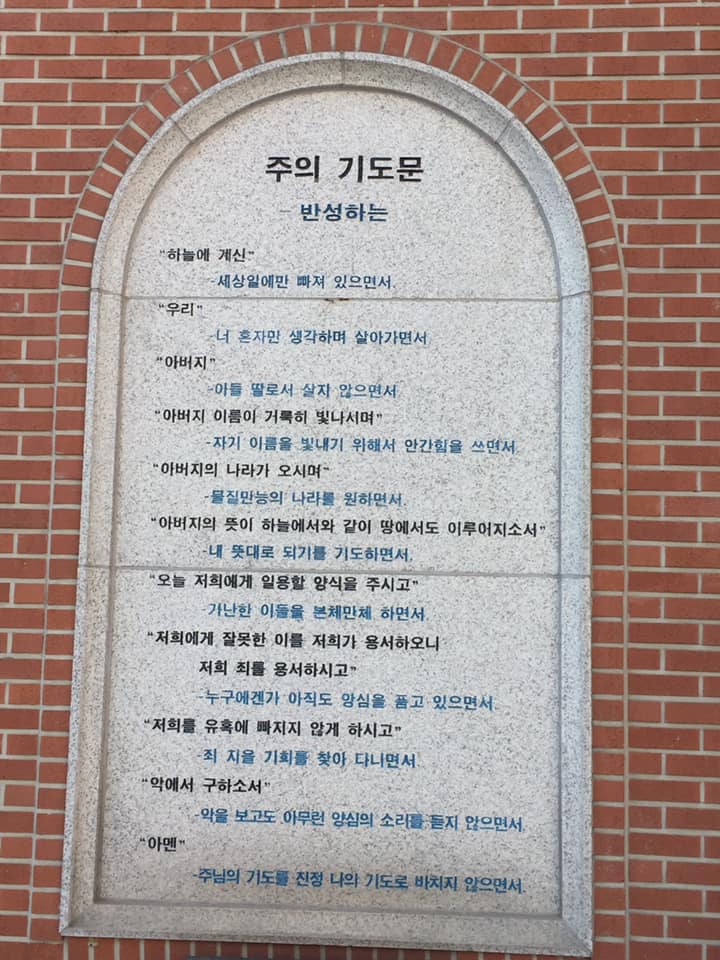 주의 기도문
- 반성하는
"하늘에 계신"
-세상일에만 빠져 있으면서.
"우리"
-너 혼자만 생각하며 살아가면서
"아버지"
-아들 딸로서 살지 않으면서
"아버지 이름이 거룩히 빛나시며"
-자기 이름을 빛내기 위해서 안간힘을 쓰면서.
"아버지의 나라가 오시며"
-물질만능의 나라를 원하면서.
"아버지의 뜻이 하늘에서와 같이 땅에서도 이루어지소서"
-내 뜻대로 되기를 기도하면서.
"오늘 저희에게 일용할 양식을 주시고"
-가난한 이들을 본체만체 하면서.
"저희에게 잘못한 이를 저희가 용서하오니
저희 죄를 용서하시고"
-누구에겐가 아직도 앙심을 품고 있으면서.
"저희를 유혹에 빠지지 않게 하시고"
-죄 지을 기회를 찾아 다니면서.
"악에서 구하소서"
-악을 보고도 아무런 양심의 소리를 듣지 않으면서.
"아멘"
-주님의 기도를 진정 나의 기도로 바치지 않으면서.